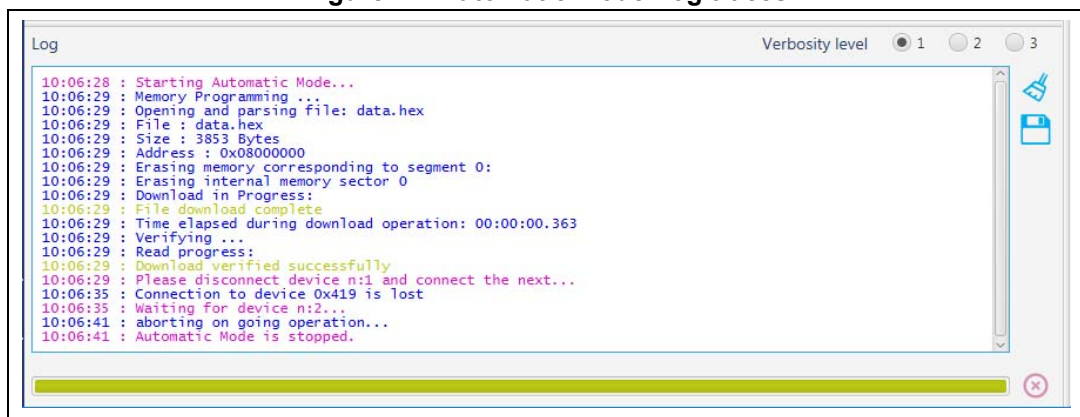 Log Verbosity level 1 2 3
10:06:28 : Starting Automatic Mode...
10:06:29 : Memory Programming ...
10:06:29 : Opening and parsing file: data.hex
10:06:29 : File : data.hex
10:06:29 : Size : 3853 Bytes
10:06:29 : Address : 0x08000000
10:06:29 : Erasing memory corresponding to segment 0:
10:06:29 : Erasing internal memory sector 0
10:06:29 : Download in Progress:
10:06:29 : File download complete
10:06:29 : Time elapsed during download operation: 00:00:00.363
10:06:29 : Verifying ...
10:06:29 : Read progress:
10:06:29 : Download verified successfully
10:06:29 : Please disconnect device n:1 and connect the next...
10:06:35 : Connection to device 0x419 is lost
10:06:35 : Waiting for device n:2...
10:06:41 : aborting on going operation...
10:06:41 : Automatic Mode is stopped.